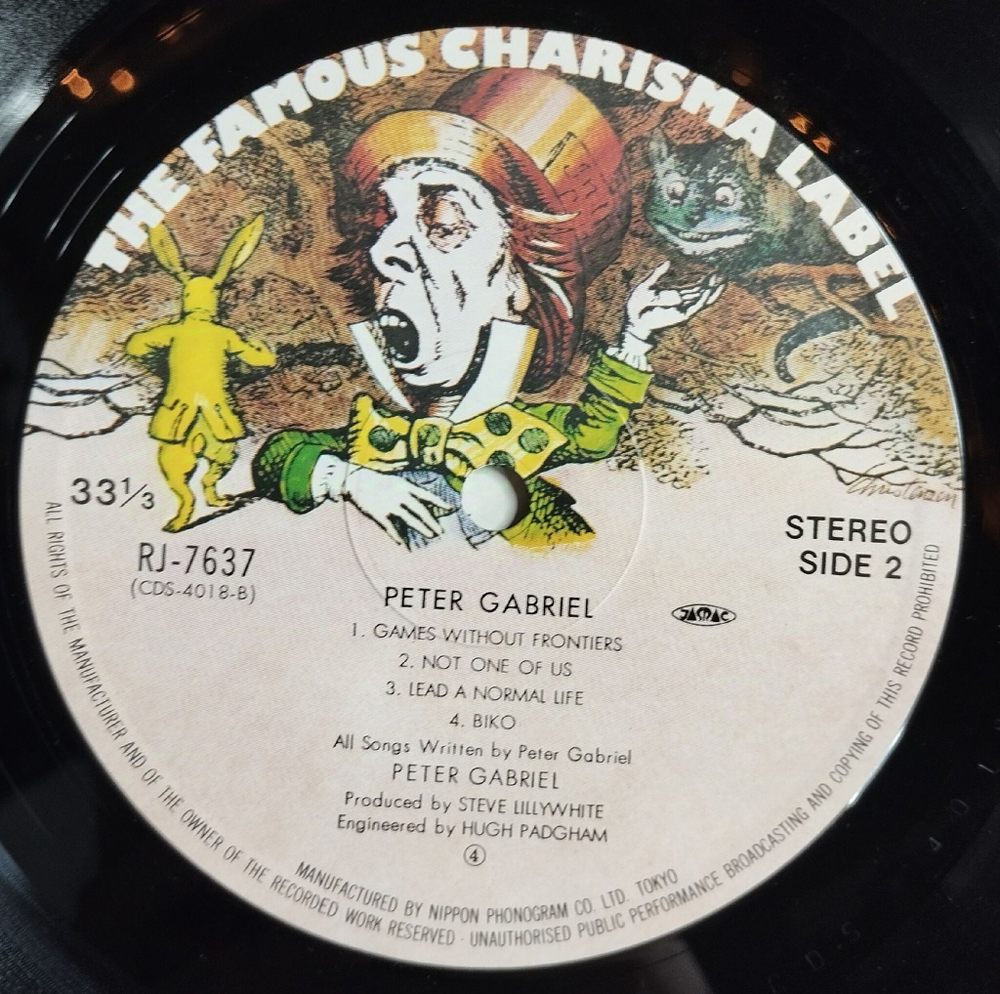 THE FAMOUS CHARISMA LABEL
33⅓
STEREO
SIDE 2
RJ-7637
(CDS-4018-B)
PETER GABRIEL
JASRAC
1. GAMES WITHOUT FRONTIERS
2. NOT ONE OF US
3. LEAD A NORMAL LIFE
4. BIKO
All Songs Written by Peter Gabriel
PETER GABRIEL
Produced by STEVE LILLYWHITE
Engineered by HUGH PADGHAM
④
MANUFACTURED BY NIPPON PHONOGRAM CO. LTD. TOKYO
ALL RIGHTS OF THE MANUFACTURER AND OF THE OWNER OF THE RECORDED WORK RESERVED · UNAUTHORISED PUBLIC PERFORMANCE BROADCASTING AND COPYING OF THIS RECORD PROHIBITED